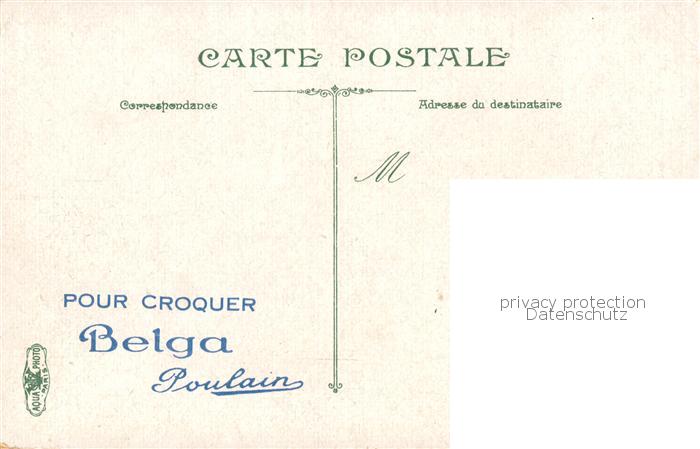 CARTE POSTALE
Correspondance
Adresse du destinataire
M
POUR CROQUER
Belga
Poulain
AQUA PHOTO
PARIS
privacy protection
Datenschutz